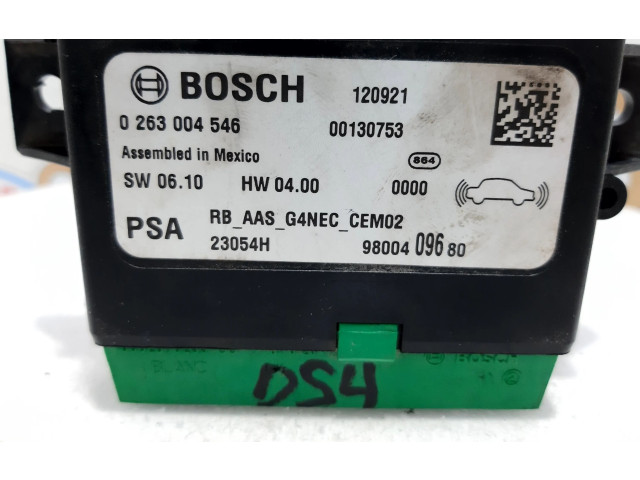 BOSCH 120921
0 263 004 546 00130753
Assembled in Mexico 864
SW 06.10 HW 04.00 0000
PSA RB_AAS_G4NEC_CEM02
23054H 98004 096 80
DS4